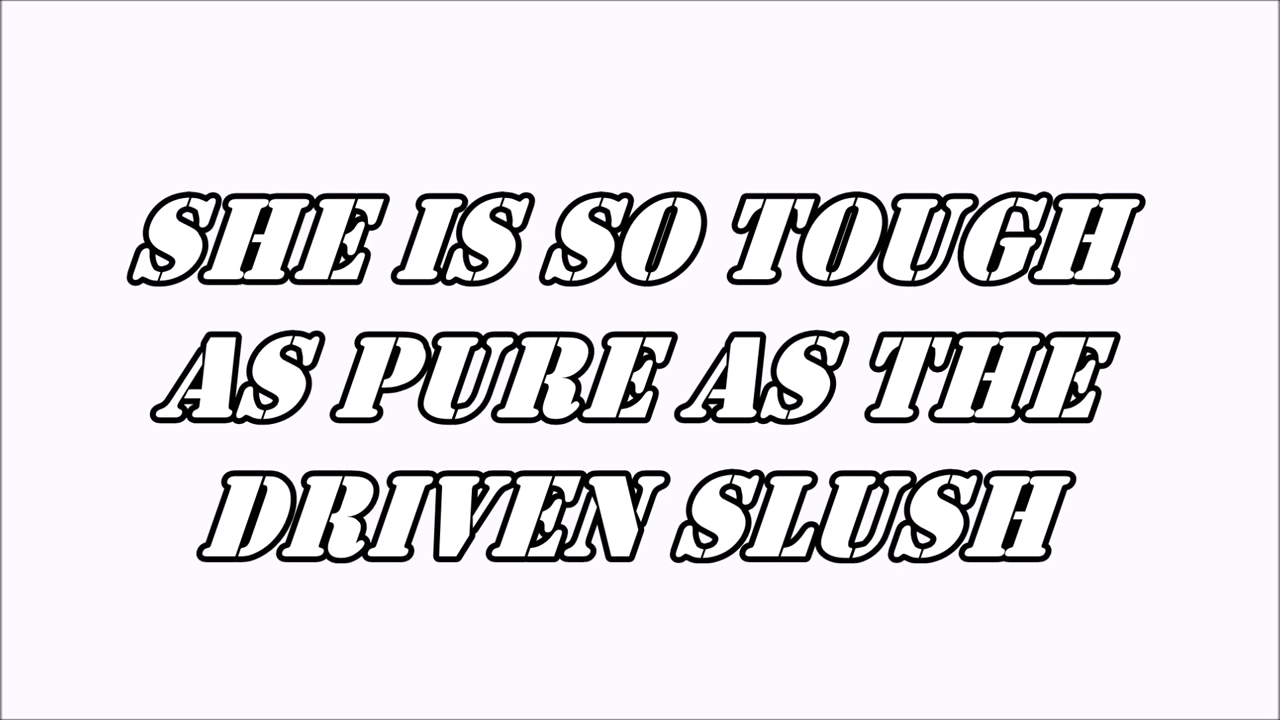 SHE IS SO TOUGH
AS PURE AS THE
DRIVEN SLUSH